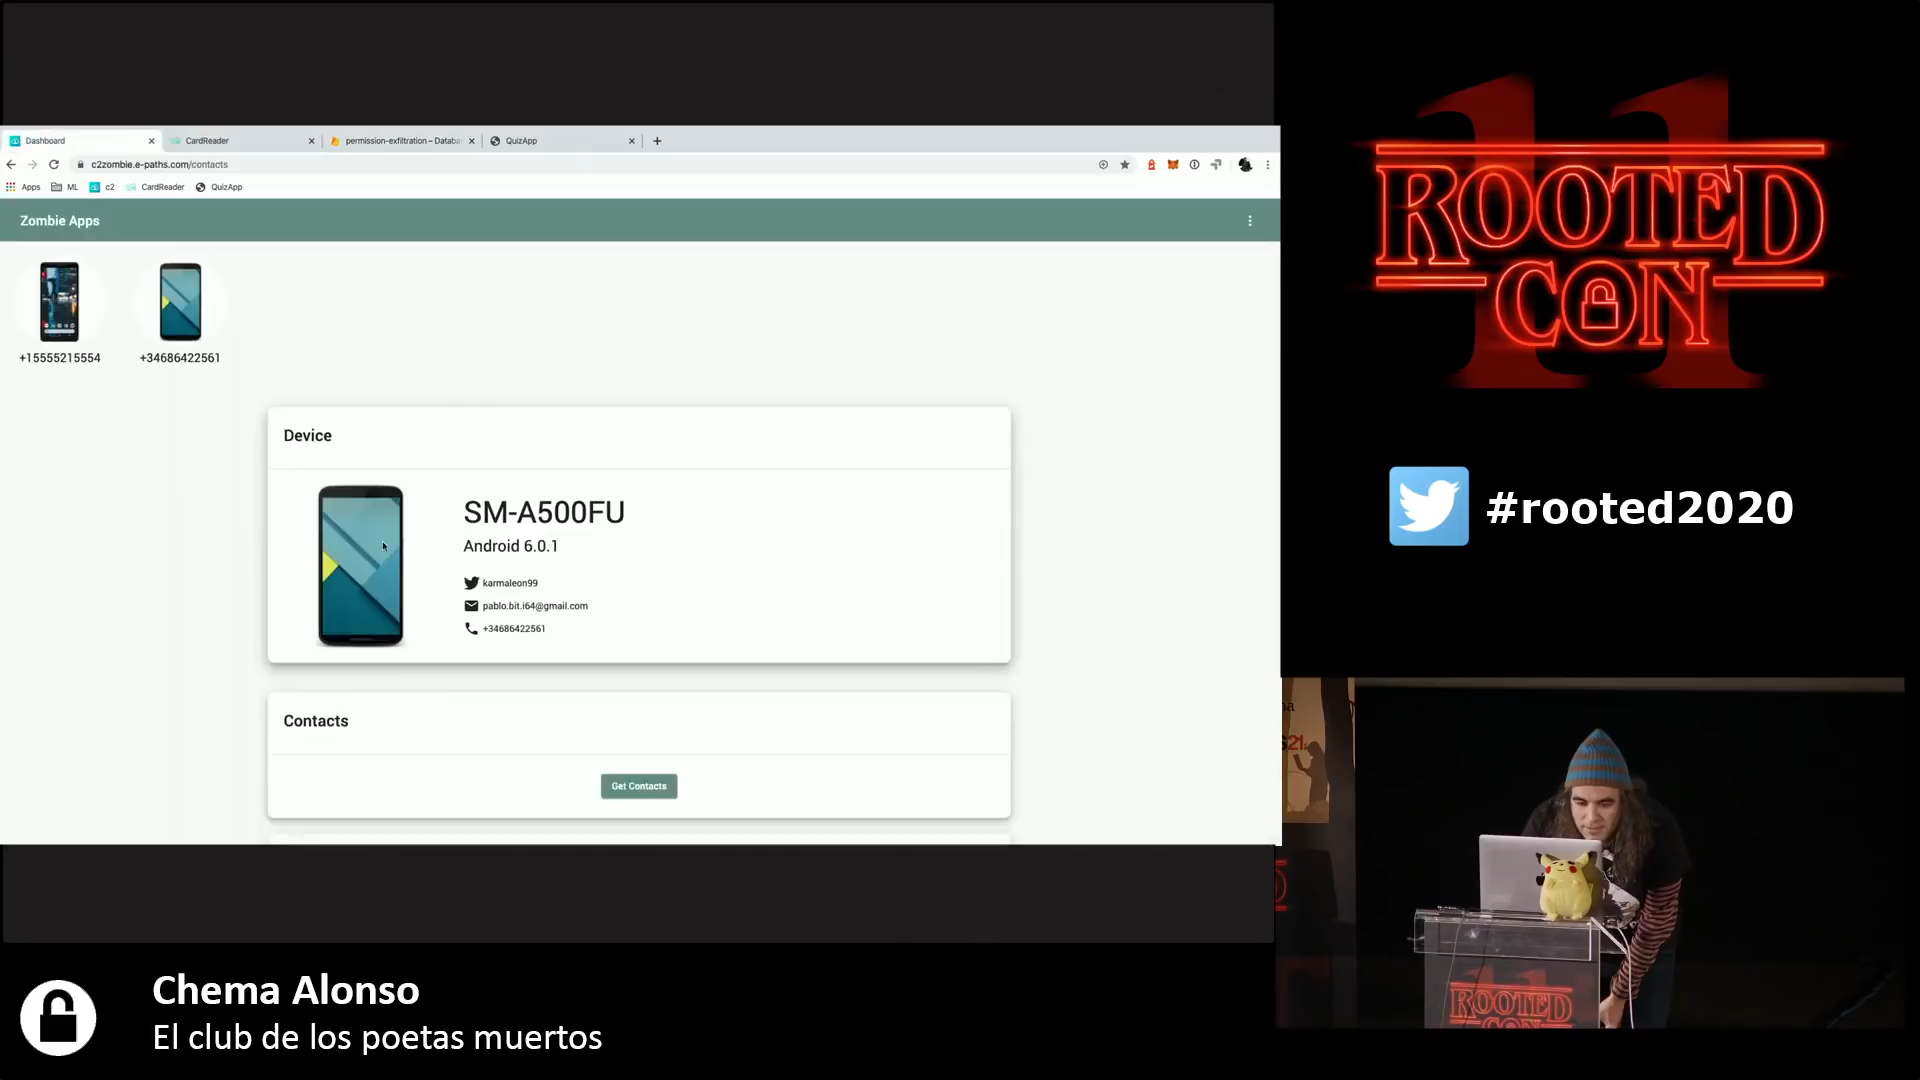 Dashboard
CardReader
permission-exfiltration – Databa
QuizApp
c2zombie.e-paths.com/contacts
Apps
ML
c2
CardReader
QuizApp
Zombie Apps
+15555215554
+34686422561
Device
SM-A500FU
Android 6.0.1
karmaleon99
pablo.bit.i64@gmail.com
+34686422561
Contacts
Get Contacts
11
ROOTED
CON
#rooted2020
ROOTED
CON
Chema Alonso
El club de los poetas muertos